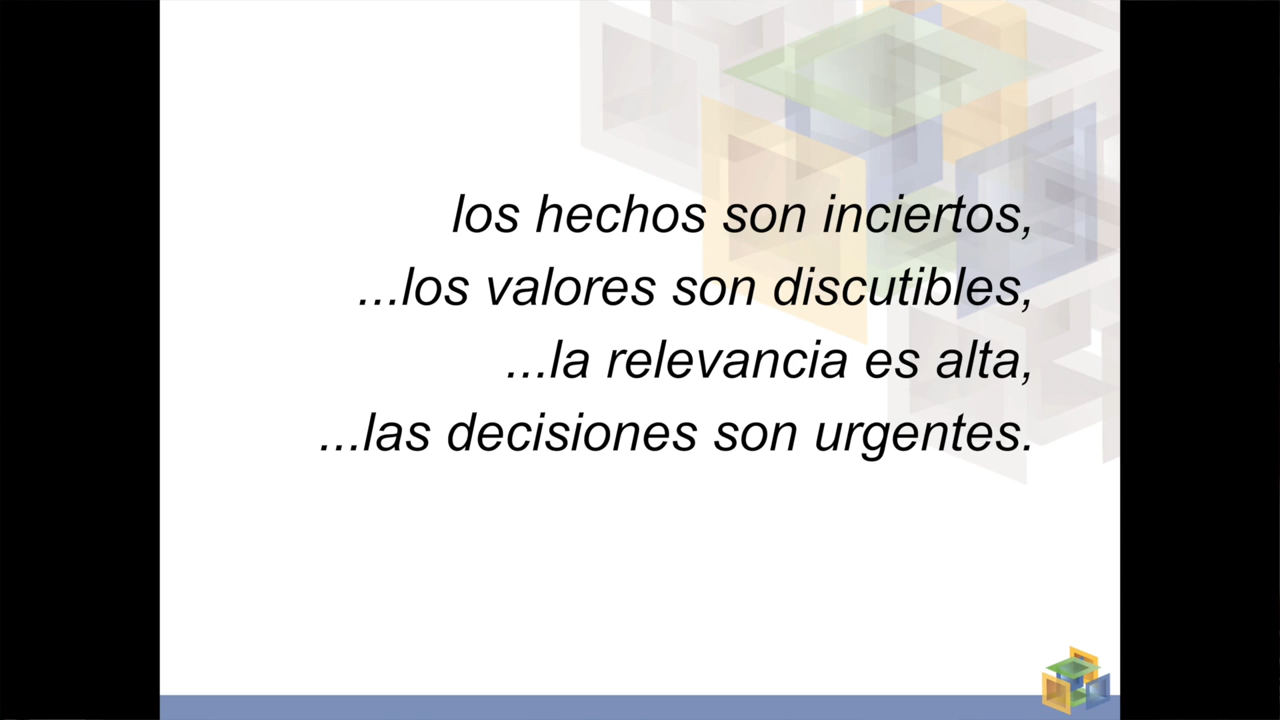 los hechos son inciertos,
...los valores son discutibles,
...la relevancia es alta,
...las decisiones son urgentes.